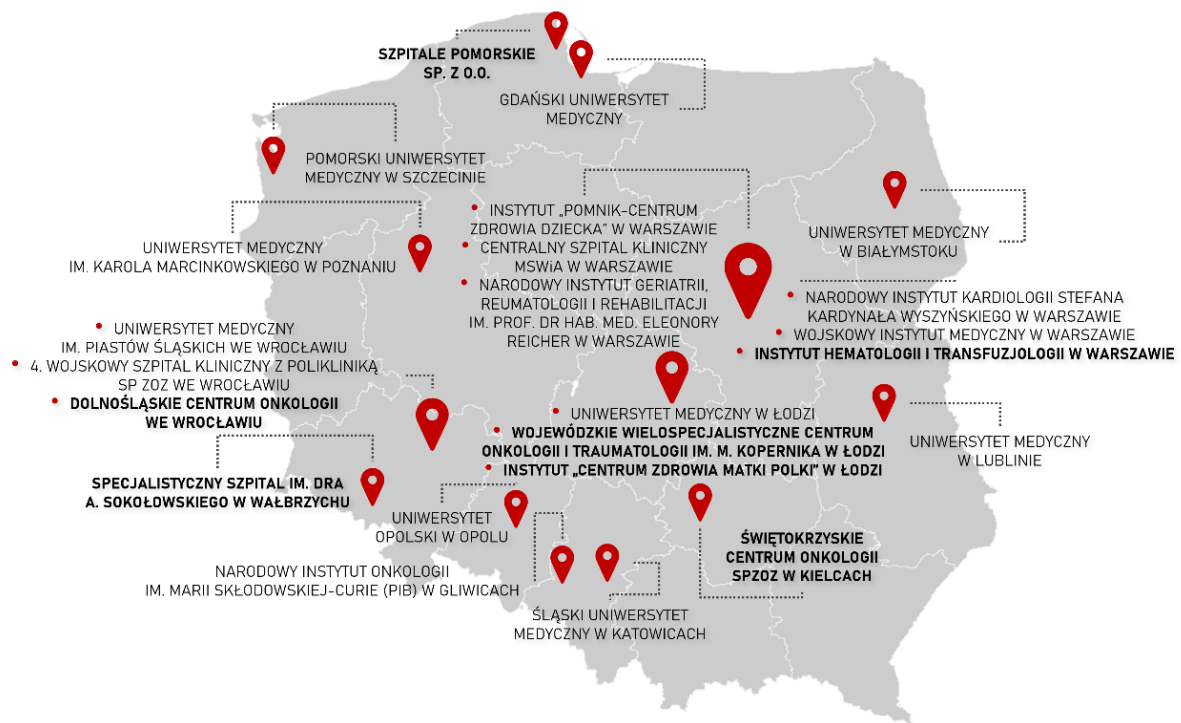 SZPITALE POMORSKIE
SP. Z O.O.
GDAŃSKI UNIWERSYTET
MEDYCZNY
POMORSKI UNIWERSYTET
MEDYCZNY W SZCZECINIE
UNIWERSYTET MEDYCZNY
IM. KAROLA MARCINKOWSKIEGO W POZNANIU
• INSTYTUT „POMNIK-CENTRUM
ZDROWIA DZIECKA” W WARSZAWIE
• CENTRALNY SZPITAL KLINICZNY
MSWiA W WARSZAWIE
• NARODOWY INSTYTUT GERIATRII,
REUMATOLOGII I REHABILITACJI
IM. PROF. DR HAB. MED. ELEONORY
REICHER W WARSZAWIE
UNIWERSYTET MEDYCZNY
W BIAŁYMSTOKU
• NARODOWY INSTYTUT KARDIOLOGII STEFANA
KARDYNAŁA WYSZYŃSKIEGO W WARSZAWIE
• WOJSKOWY INSTYTUT MEDYCZNY W WARSZAWIE
• INSTYTUT HEMATOLOGII I TRANSFUZJOLOGII W WARSZAWIE
• UNIWERSYTET MEDYCZNY
IM. PIASTÓW ŚLĄSKICH WE WROCŁAWIU
• 4. WOJSKOWY SZPITAL KLINICZNY Z POLIKLINIKĄ
SP ZOZ WE WROCŁAWIU
• DOLNOŚLĄSKIE CENTRUM ONKOLOGII
WE WROCŁAWIU
• UNIWERSYTET MEDYCZNY W ŁODZI
• WOJEWÓDZKIE WIELOSPECJALISTYCZNE CENTRUM
ONKOLOGII I TRAUMATOLOGII IM. M. KOPERNIKA W ŁODZI
• INSTYTUT „CENTRUM ZDROWIA MATKI POLKI” W ŁODZI
UNIWERSYTET MEDYCZNY
W LUBLINIE
SPECJALISTYCZNY SZPITAL IM. DRA
A. SOKOŁOWSKIEGO W WAŁBRZYCHU
UNIWERSYTET
OPOLSKI W OPOLU
ŚWIĘTOKRZYSKIE
CENTRUM ONKOLOGII
SPZOZ W KIELCACH
NARODOWY INSTYTUT ONKOLOGII
IM. MARII SKŁODOWSKIEJ-CURIE (PIB) W GLIWICACH
ŚLĄSKI UNIWERSYTET
MEDYCZNY W KATOWICACH